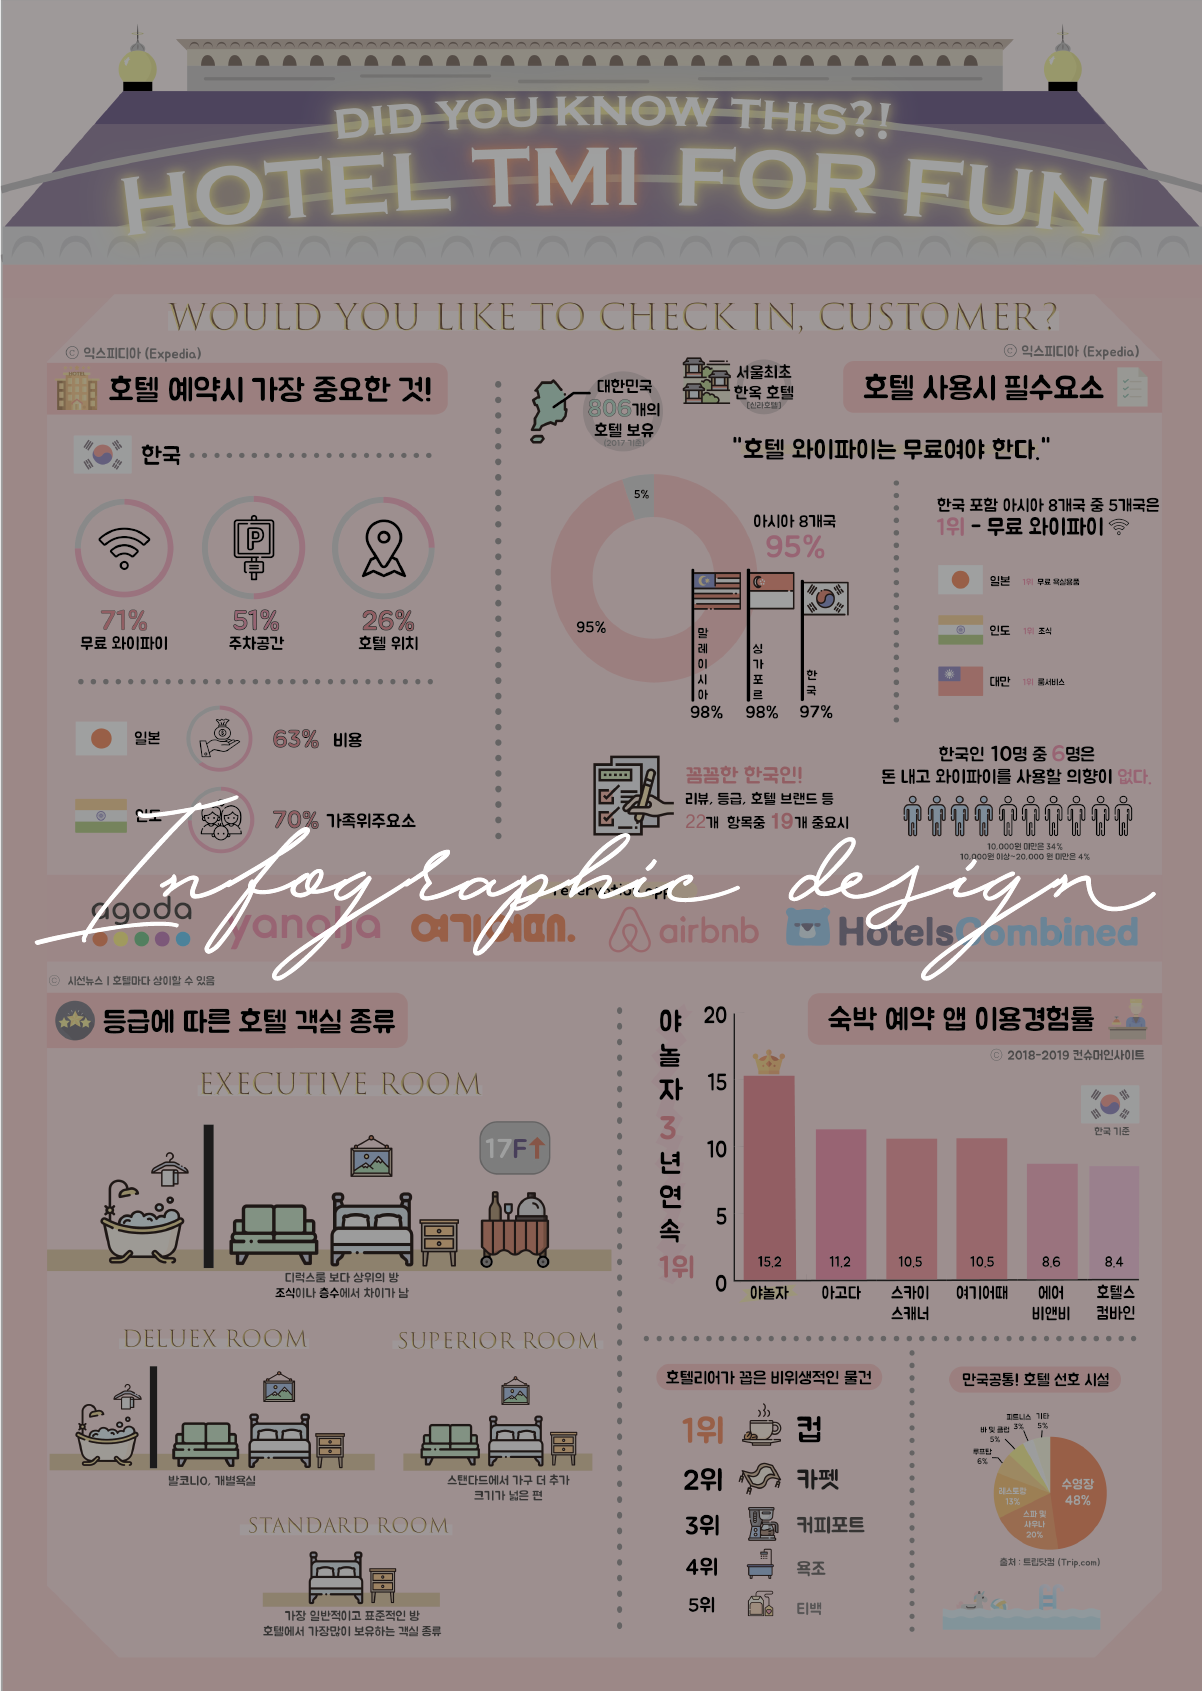 DID YOU KNOW THIS?!
HOTEL TMI FOR FUN
WOULD YOU LIKE TO CHECK IN, CUSTOMER?
ⓒ 익스피디아 (Expedia)
호텔 예약시 가장 중요한 것!
한국
71%
무료 와이파이
51%
주차공간
26%
호텔 위치
일본
63% 비용
인도
70% 가족위주요소
대한민국
806개의
호텔 보유
(2017 기준)
서울최초
한옥 호텔
(신라호텔)
ⓒ 익스피디아 (Expedia)
호텔 사용시 필수요소
"호텔 와이파이는 무료여야 한다."
5%
95%
아시아 8개국
95%
말레이시아
98%
싱가포르
98%
한국
97%
한국 포함 아시아 8개국 중 5개국은
1위 - 무료 와이파이
일본 1위 무료 욕실용품
인도 1위 조식
대만 1위 룸서비스
꼼꼼한 한국인!
리뷰, 등급, 호텔 브랜드 등
22개 항목중 19개 중요시
한국인 10명 중 6명은
돈 내고 와이파이를 사용할 의향이 없다.
10,000원 미만은 34%
10,000원 이상~20,000 원 미만은 4%
Infographic design
reservation app
agoda
yanolja
여기어때.
airbnb
HotelsCombined
ⓒ 시선뉴스 | 호텔마다 상이할 수 있음
등급에 따른 호텔 객실 종류
EXECUTIVE ROOM
17F↑
디럭스룸 보다 상위의 방
조식이나 층수에서 차이가 남
DELUEX ROOM
발코니O, 개별욕실
SUPERIOR ROOM
스탠다드에서 가구 더 추가
크기가 넓은 편
STANDARD ROOM
가장 일반적이고 표준적인 방
호텔에서 가장많이 보유하는 객실 종류
숙박 예약 앱 이용경험률
ⓒ 2018-2019 컨슈머인사이트
한국 기준
야놀자 3년연속 1위
20
15
10
5
0
15.2
11.2
10.5
10.5
8.6
8.4
야놀자
아고다
스카이
스캐너
여기어때
에어
비앤비
호텔스
컴바인
호텔리어가 꼽은 비위생적인 물건
1위 컵
2위 카펫
3위 커피포트
4위 욕조
5위 티백
만국공통! 호텔 선호 시설
수영장
48%
스파 및
사우나
20%
레스토랑
13%
루프탑
6%
바 및 클럽
5%
피트니스
3%
기타
5%
출처 : 트립닷컴 (Trip.com)